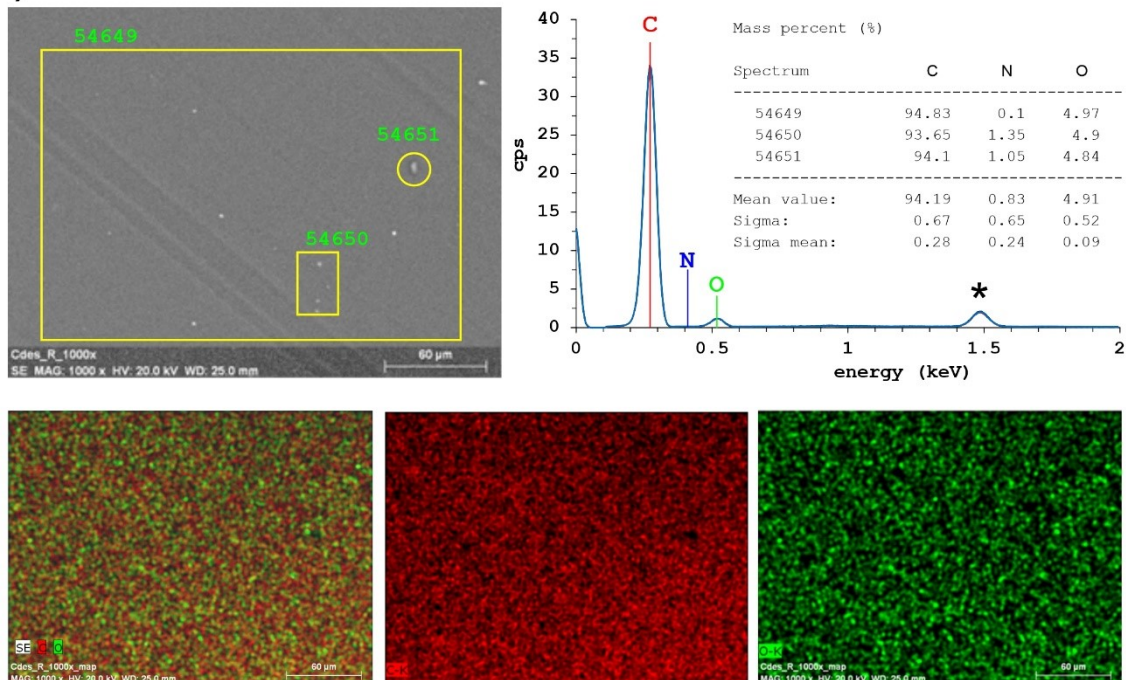 54649
54651
54650
Cdes_R_1000x
60 µm
SE MAG: 1000 x HV: 20.0 kV WD: 25.0 mm
40
35
30
25
20
15
10
5
0
cps
C
N
O
*
0 0.5 1 1.5 2
energy (keV)
Mass percent (%)
Spectrum C N O
54649 94.83 0.1 4.97
54650 93.65 1.35 4.9
54651 94.1 1.05 4.84
Mean value: 94.19 0.83 4.91
Sigma: 0.67 0.65 0.52
Sigma mean: 0.28 0.24 0.09
SE O
Cdes_R_1000x_map
60 µm
MAG: 1000 x HV: 20.0 kV WD: 25.0 mm
O-K
Cdes_R_1000x_map
60 µm
MAG: 1000 x HV: 20.0 kV WD: 25.0 mm